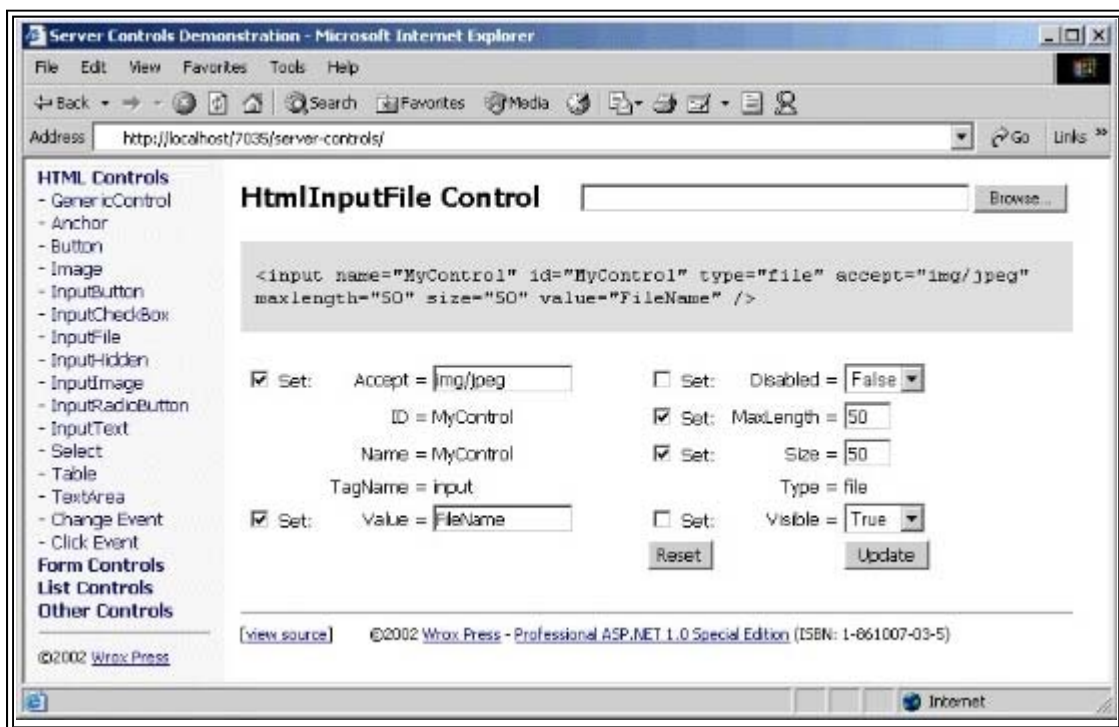 Server Controls Demonstration - Microsoft Internet Explorer
File Edit View Favorites Tools Help
Back Search Favorites Media
Address http://localhost/7035/server-controls/ Go Links »
HTML Controls
- GenericControl
- Anchor
- Button
- Image
- InputButton
- InputCheckBox
- InputFile
- InputHidden
- InputImage
- InputRadioButton
- InputText
- Select
- Table
- TextArea
- Change Event
- Click Event
Form Controls
List Controls
Other Controls
©2002 Wrox Press
HtmlInputFile Control Browse...
<input name="MyControl" id="MyControl" type="file" accept="img/jpeg"
maxlength="50" size="50" value="FileName" />
Set: Accept = img/jpeg Set: Disabled = False
ID = MyControl Set: MaxLength = 50
Name = MyControl Set: Size = 50
TagName = input Type = file
Set: Value = FileName Set: Visible = True
Reset Update
[view source] ©2002 Wrox Press - Professional ASP.NET 1.0 Special Edition (ISBN: 1-861007-03-5)
Internet